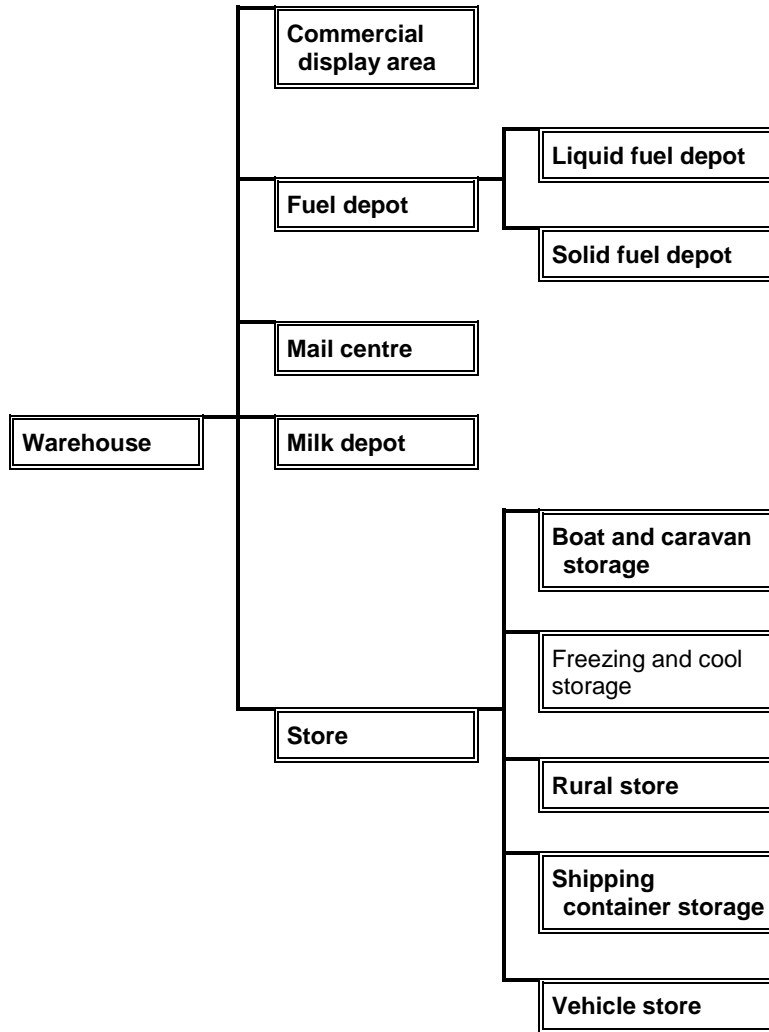 Commercial
display area
Liquid fuel depot
Fuel depot
Solid fuel depot
Mail centre
Warehouse
Milk depot
Boat and caravan
storage
Freezing and cool
storage
Store
Rural store
Shipping
container storage
Vehicle store